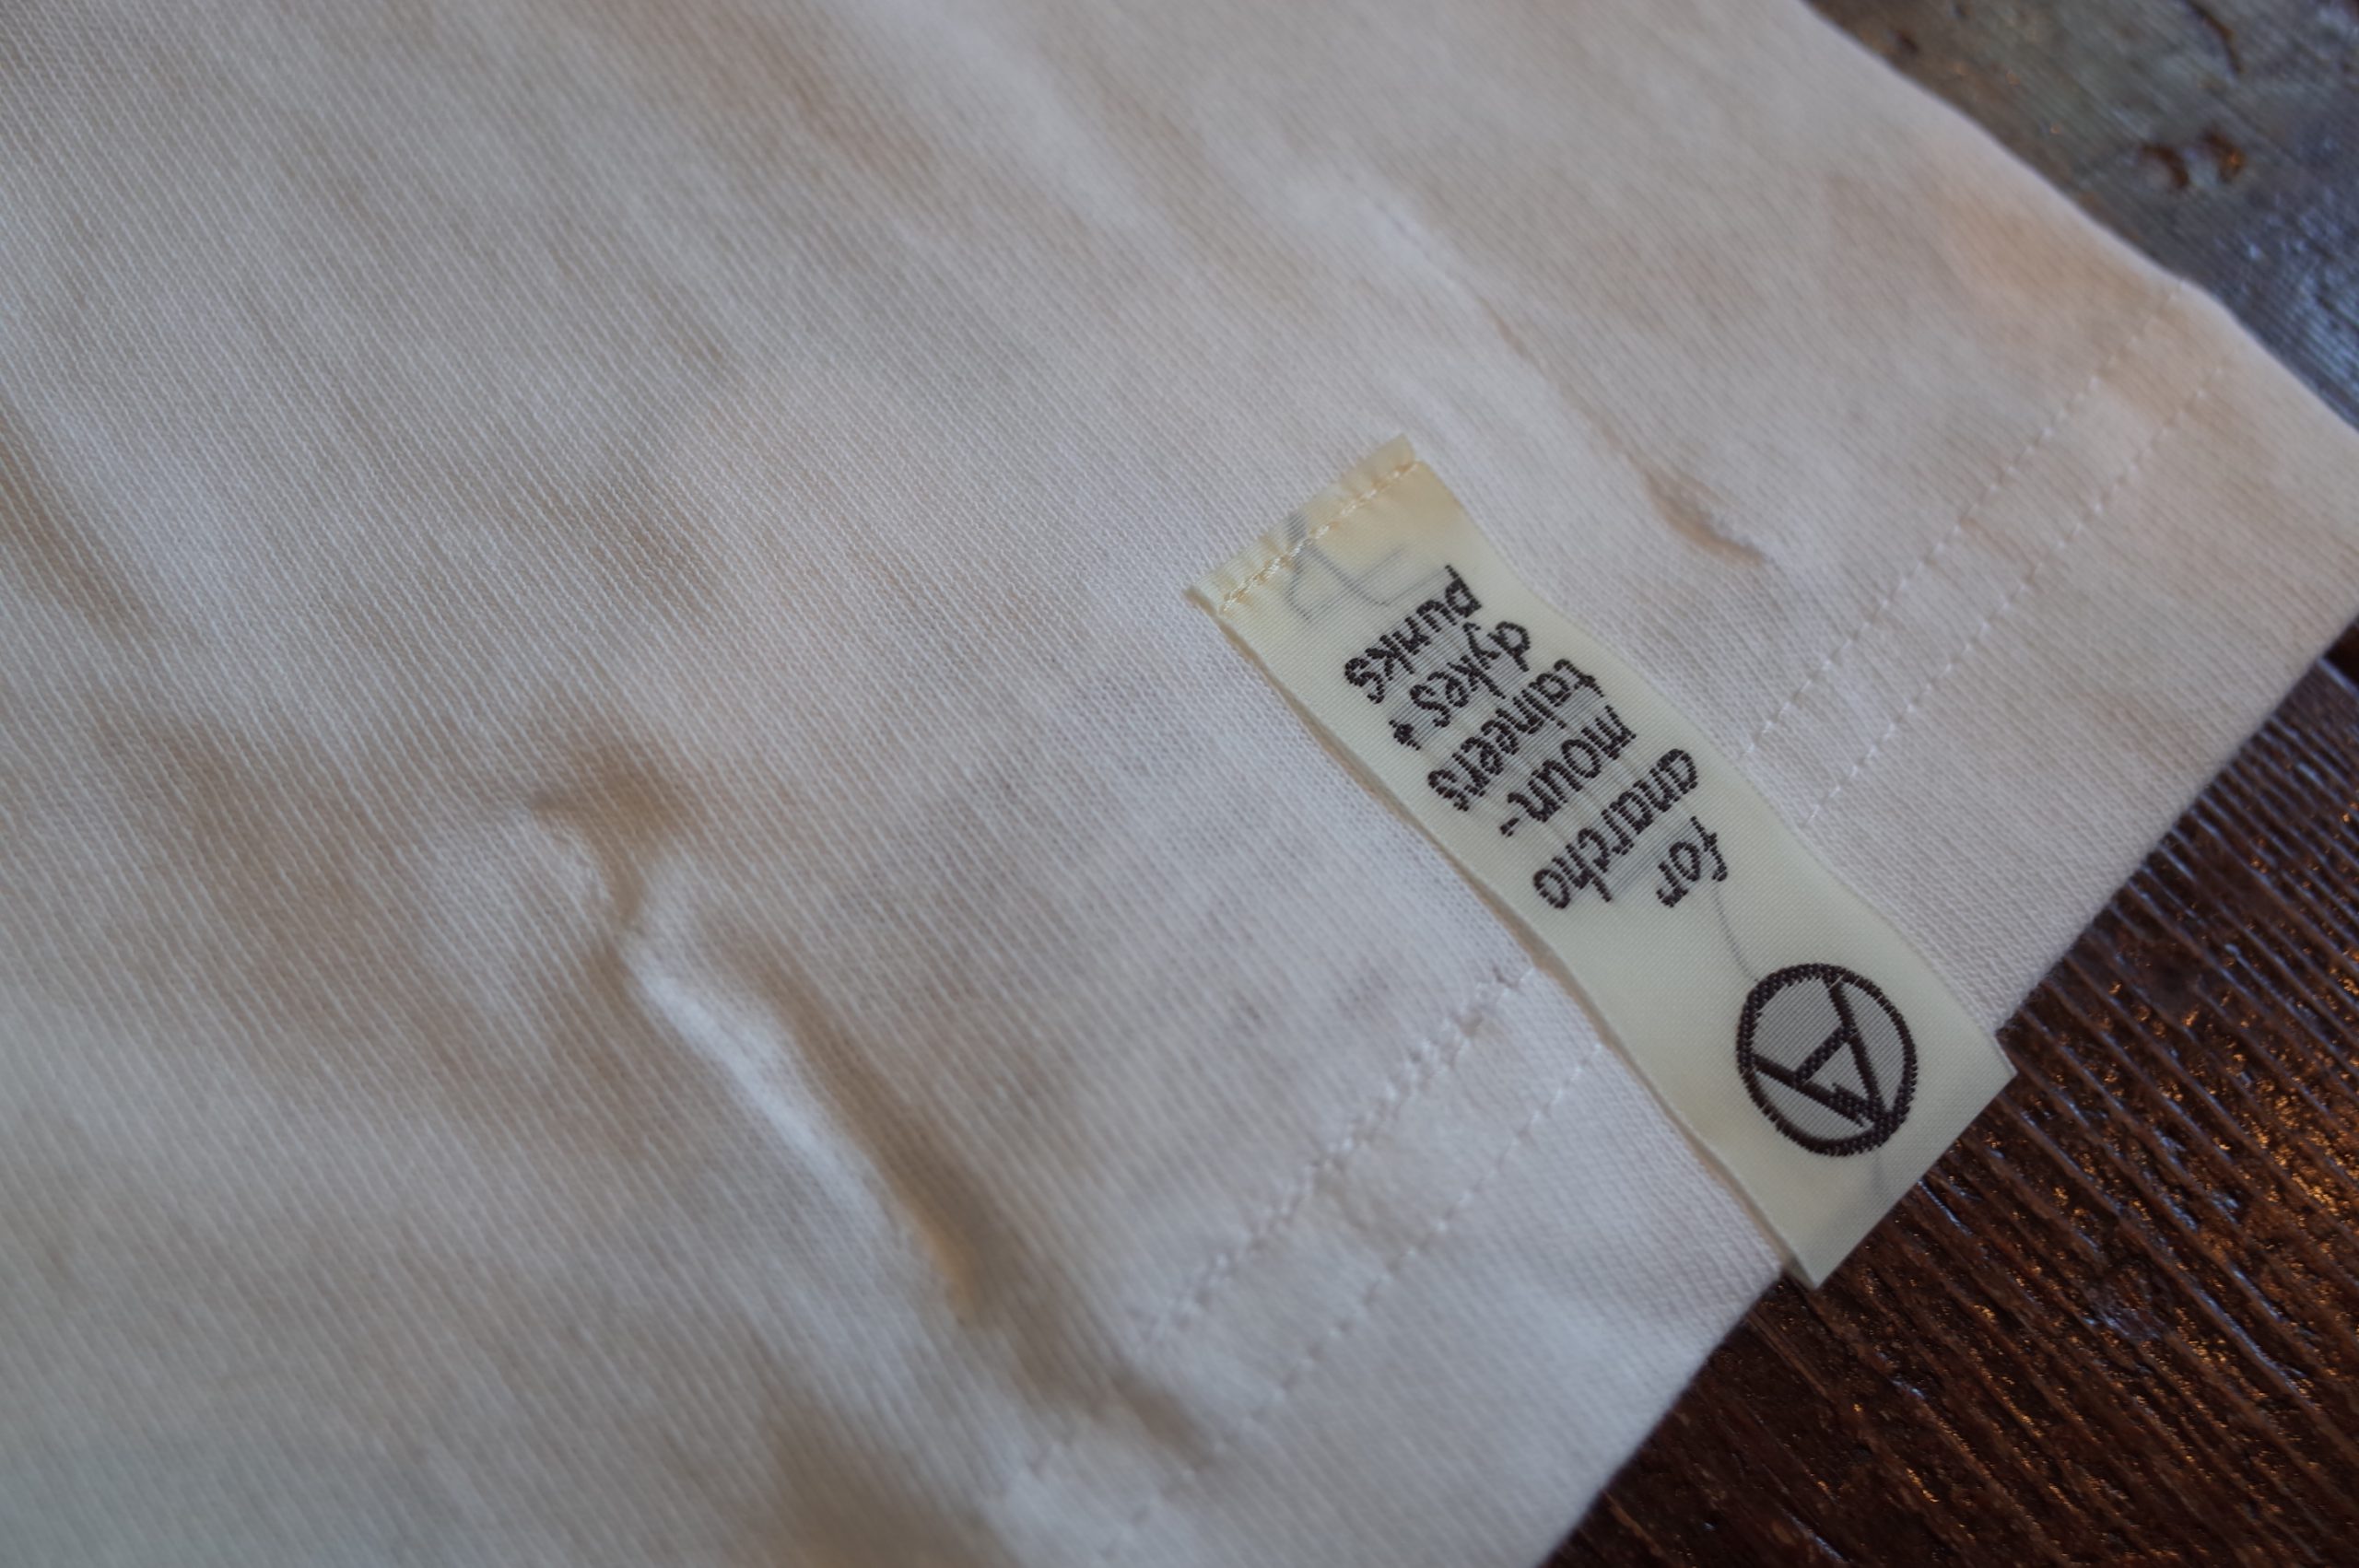 A
for
anarcho
moun-
taineers
dykes +
punks